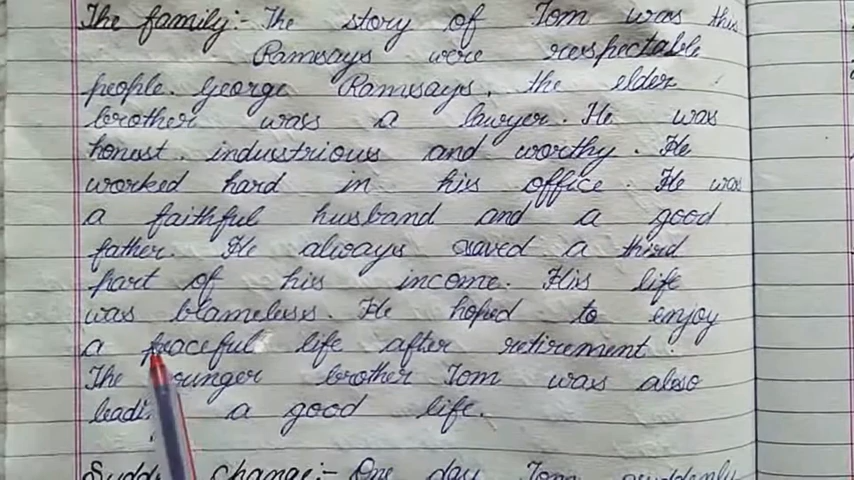 The family:- The story of Tom was this
Ramsays were respectable
people. George Ramsays, the elder
brother was a lawyer. He was
honest, industrious and worthy. He
worked hard in his office. He was
a faithful husband and a good
father. He always saved a third
part of his income. His life
was blameless. He hoped to enjoy
a peaceful life after retirement.
The younger brother Tom was also
leadi a good life.
Sudd change:- One day Tom suddenly